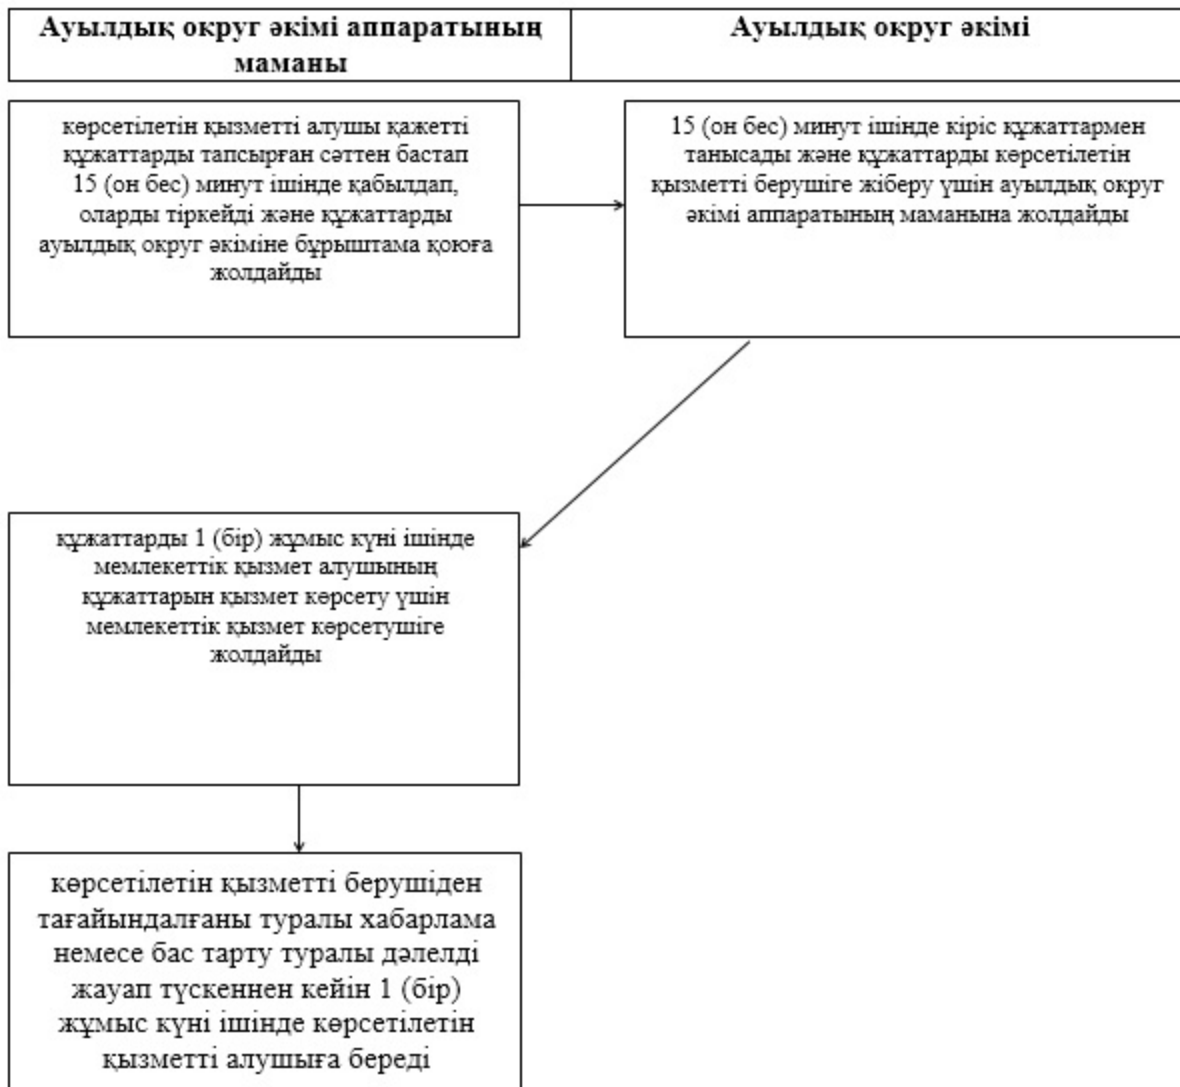 Ауылдық округ әкімі аппаратының
маманы
Ауылдық округ әкімі
көрсетілетін қызметті алушы қажетті
құжаттарды тапсырған сәттен бастап
15 (он бес) минут ішінде қабылдап,
оларды тіркейді және құжаттарды
ауылдық округ әкіміне бұрыштама қоюға
жолдайды
15 (он бес) минут ішінде кіріс құжаттармен
танысады және құжаттарды көрсетілетін
қызметті берушіге жіберу үшін ауылдық округ
әкімі аппаратының маманына жолдайды
құжаттарды 1 (бір) жұмыс күні ішінде
мемлекеттік қызмет алушының
құжаттарын қызмет көрсету үшін
мемлекеттік қызмет көрсетушіге
жолдайды
көрсетілетін қызметті берушіден
тағайындалғаны туралы хабарлама
немесе бас тарту туралы дәлелді
жауап түскеннен кейін 1 (бір)
жұмыс күні ішінде көрсетілетін
қызметті алушыға береді